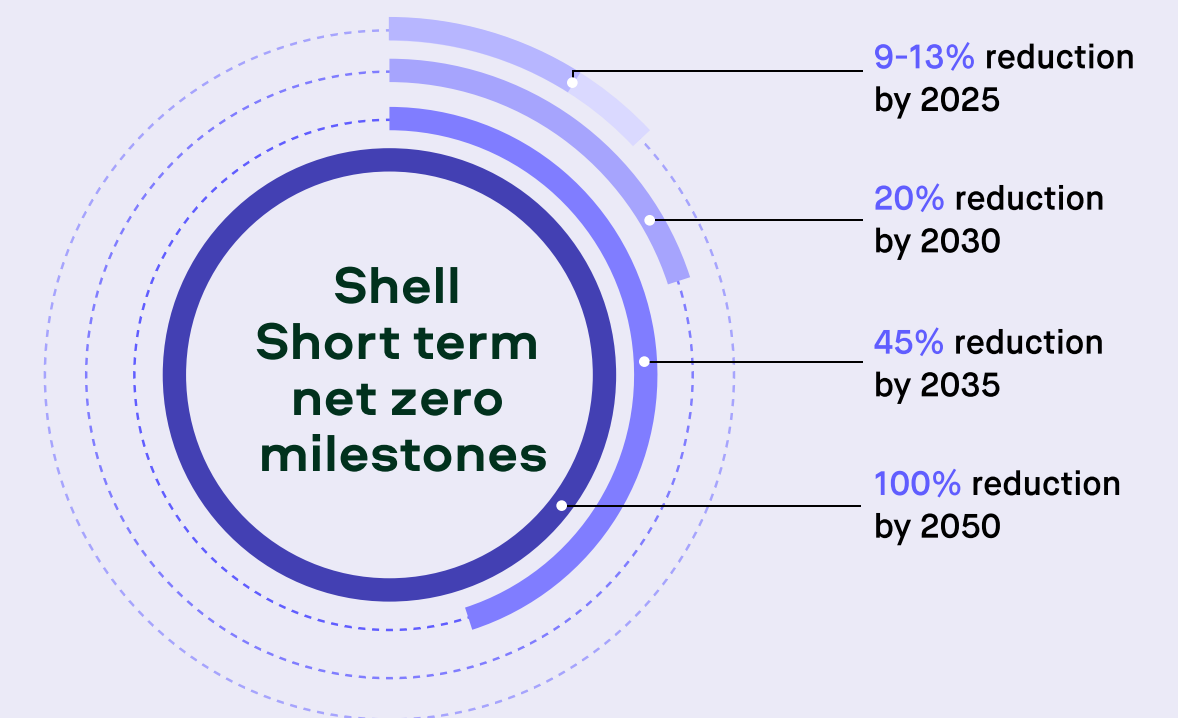 Shell
Short term
net zero
milestones
9-13% reduction
by 2025
20% reduction
by 2030
45% reduction
by 2035
100% reduction
by 2050